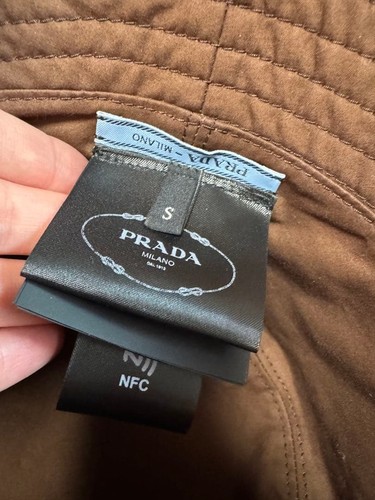 PRADA - MILANO
S
PRADA
MILANO
DAL 1913
NFC